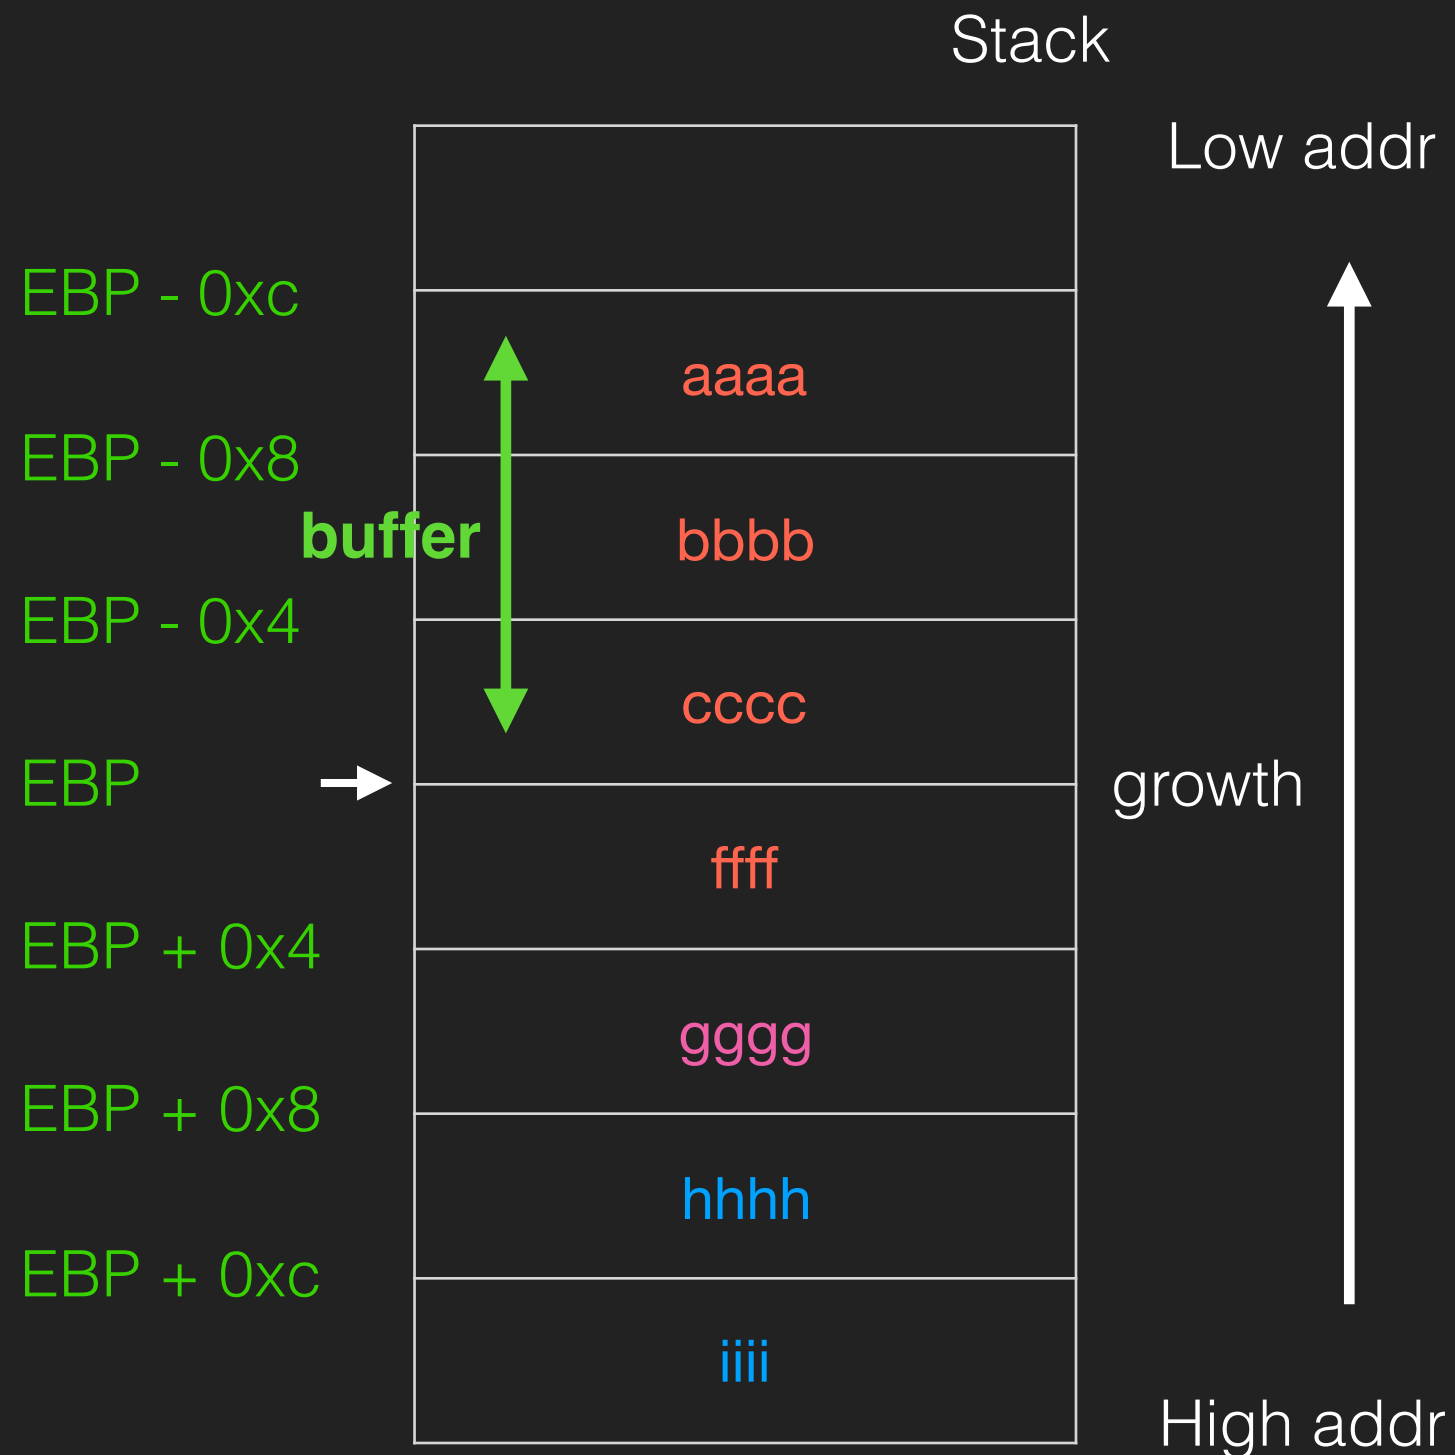 Stack
Low addr
EBP - 0xc
aaaa
EBP - 0x8
buffer
bbbb
EBP - 0x4
cccc
EBP
growth
ffff
EBP + 0x4
gggg
EBP + 0x8
hhhh
EBP + 0xc
iiii
High addr